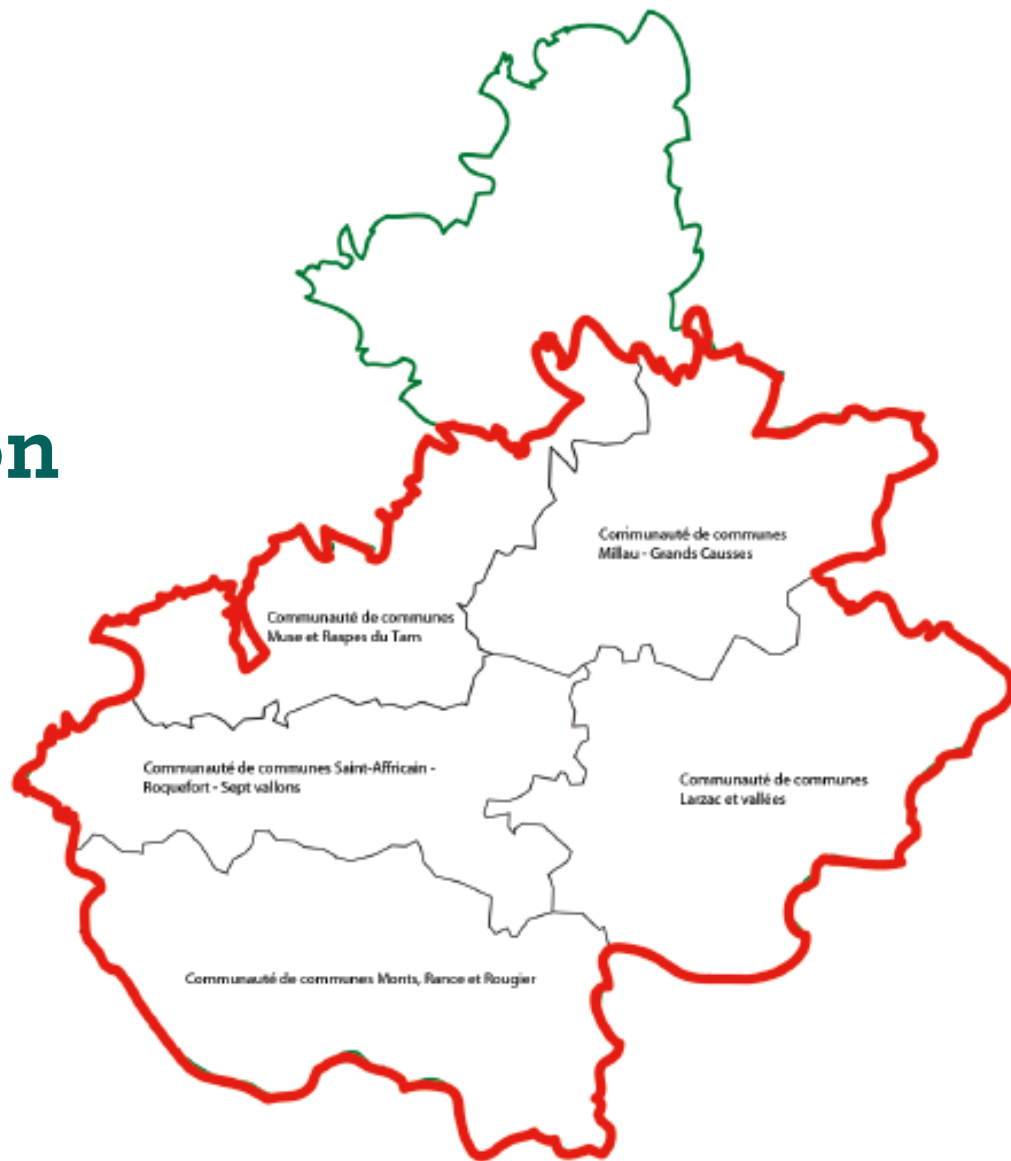 on
Communauté de communes
Millau - Grands Causses
Communauté de communes
Muse et Raspes du Tarn
Communauté de communes Saint-Affricain -
Roquefort - Sept vallons
Communauté de communes
Larzac et vallées
Communauté de communes Monts, Rance et Rougier